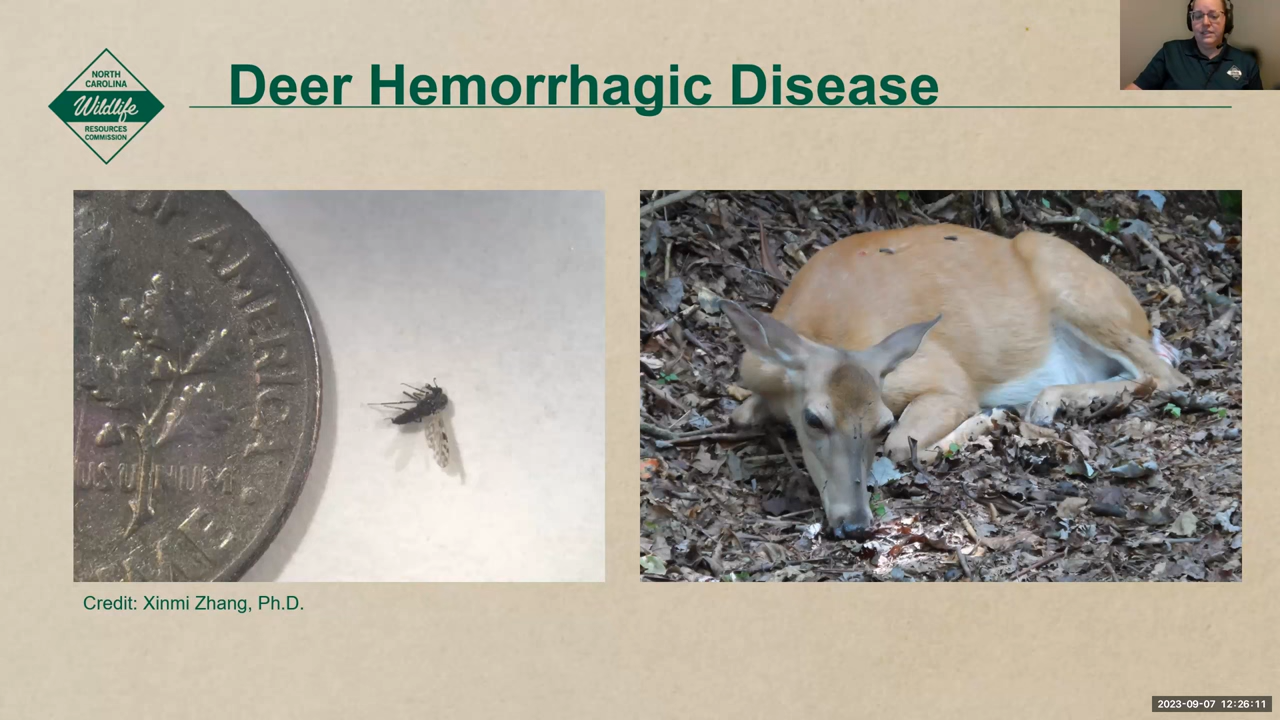 NORTH
CAROLINA
Wildlife
RESOURCES
COMMISSION
Deer Hemorrhagic Disease
OF AMERICA
Credit: Xinmi Zhang, Ph.D.
2023-09-07 12:26:11